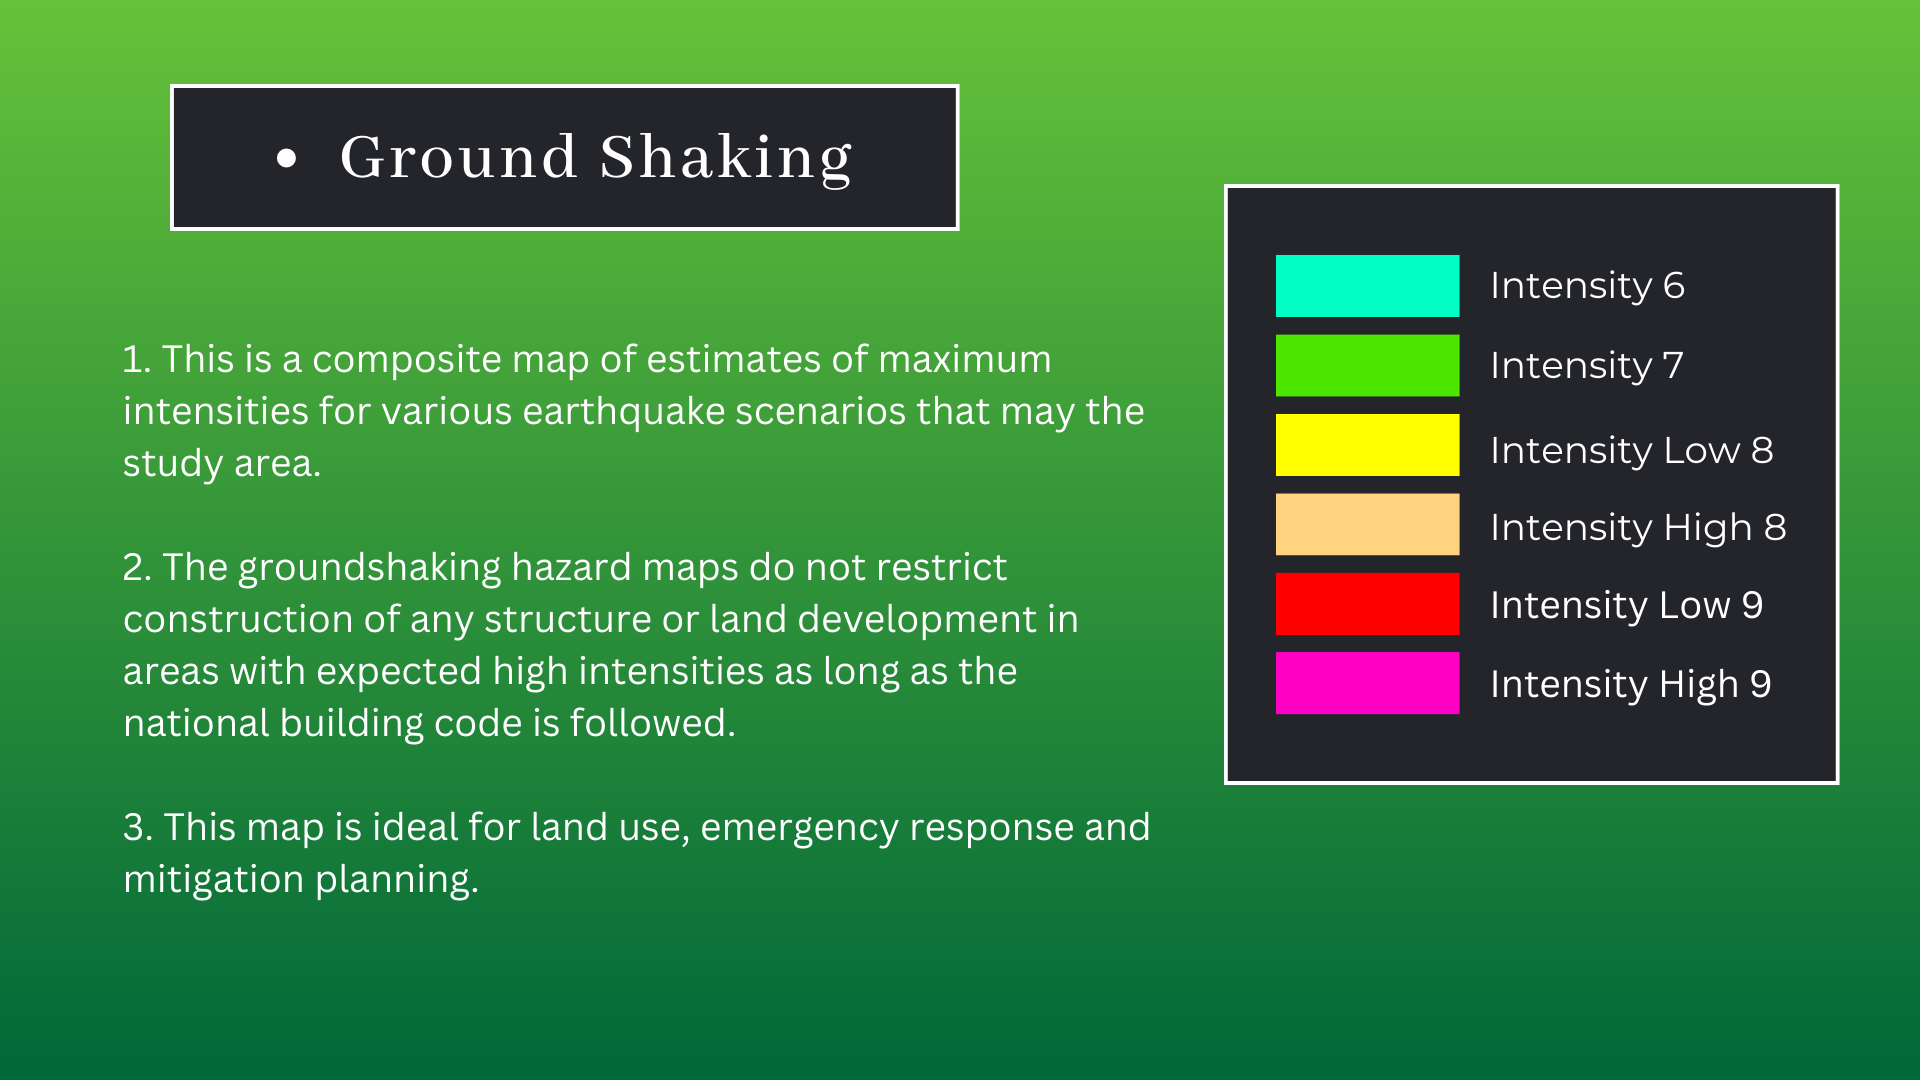 • Ground Shaking
1. This is a composite map of estimates of maximum
intensities for various earthquake scenarios that may the
study area.
2. The groundshaking hazard maps do not restrict
construction of any structure or land development in
areas with expected high intensities as long as the
national building code is followed.
3. This map is ideal for land use, emergency response and
mitigation planning.
Intensity 6
Intensity 7
Intensity Low 8
Intensity High 8
Intensity Low 9
Intensity High 9